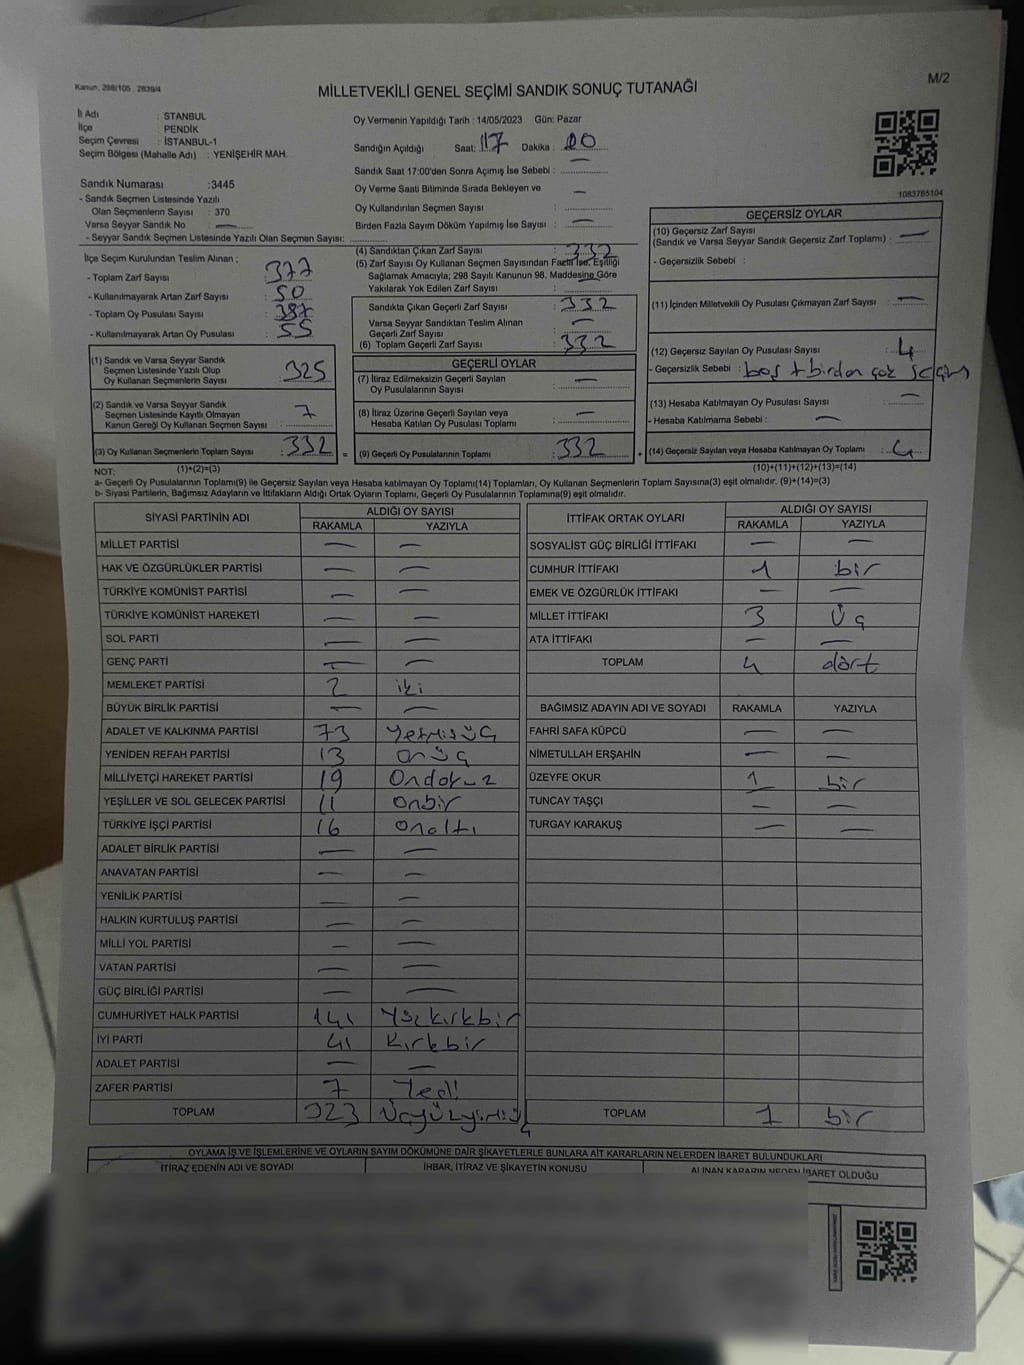 Kanun: 298/105 , 2839/4
MİLLETVEKİLİ GENEL SEÇİMİ SANDIK SONUÇ TUTANAĞI
M/2
İl Adı : STANBUL
İlçe : PENDİK
Seçim Çevresi : İSTANBUL-1
Seçim Bölgesi (Mahalle Adı) : YENİŞEHİR MAH.
Oy Vermenin Yapıldığı Tarih : 14/05/2023 Gün: Pazar
Sandığın Açıldığı Saat: 17 Dakika : 00
Sandık Saat 17:00'den Sonra Açımış İse Sebebi : —
Oy Verme Saati Bitiminde Sırada Bekleyen ve
Oy Kullandırılan Seçmen Sayısı : —
Birden Fazla Sayım Döküm Yapılmış İse Sayısı : —
1083765104
Sandık Numarası :3445
- Sandık Seçmen Listesinde Yazılı
Olan Seçmenlerin Sayısı : 370
Varsa Seyyar Sandık No : —
- Seyyar Sandık Seçmen Listesinde Yazılı Olan Seçmen Sayısı:
İlçe Seçim Kurulundan Teslim Alınan ;
- Toplam Zarf Sayısı : 377
- Kullanılmayarak Artan Zarf Sayısı : 50
- Toplam Oy Pusulası Sayısı : 387
- Kullanılmayarak Artan Oy Pusulası : 55
(4) Sandıktan Çıkan Zarf Sayısı : 332
(5) Zarf Sayısı Oy Kullanan Seçmen Sayısından Fazla İse, Eşitliği
Sağlamak Amacıyla; 298 Sayılı Kanunun 98. Maddesine Göre
Yakılarak Yok Edilen Zarf Sayısı : —
Sandıkta Çıkan Geçerli Zarf Sayısı : 332
Varsa Seyyar Sandıktan Teslim Alınan
Geçerli Zarf Sayısı : —
(6) Toplam Geçerli Zarf Sayısı : 332
GEÇERSİZ OYLAR
(10) Geçersiz Zarf Sayısı
(Sandık ve Varsa Seyyar Sandık Geçersiz Zarf Toplamı) : —
- Geçersizlik Sebebi :
(11) İçinden Milletvekili Oy Pusulası Çıkmayan Zarf Sayısı : —
(12) Geçersiz Sayılan Oy Pusulası Sayısı : 4
- Geçersizlik Sebebi : boş + birden çok seçim
(13) Hesaba Katılmayan Oy Pusulası Sayısı : —
- Hesaba Katılmama Sebebi : —
(14) Geçersiz Sayılan veya Hesaba Katılmayan Oy Toplamı : 4
(1) Sandık ve Varsa Seyyar Sandık
Seçmen Listesinde Yazılı Olup
Oy Kullanan Seçmenlerin Sayısı : 325
(2) Sandık ve Varsa Seyyar Sandık
Seçmen Listesinde Kayıtlı Olmayan
Kanun Gereği Oy Kullanan Seçmen Sayısı : 7
(3) Oy Kullanan Seçmenlerin Toplam Sayısı : 332 =
GEÇERLİ OYLAR
(7) İtiraz Edilmeksizin Geçerli Sayılan
Oy Pusulasının Sayısı : —
(8) İtiraz Üzerine Geçerli Sayılan veya
Hesaba Katılan Oy Pusulası Toplamı : —
(9) Geçerli Oy Pusulalarının Toplamı : 332 +
NOT: (1)+(2)=(3) (10)+(11)+(12)+(13)=(14)
a- Geçerli Oy Pusulalarının Toplamı(9) ile Geçersiz Sayılan veya Hesaba katılmayan Oy Toplamı(14) Toplamları, Oy Kullanan Seçmenlerin Toplam Sayısına(3) eşit olmalıdır. (9)+(14)=(3)
b- Siyasi Partilerin, Bağımsız Adayların ve İttifakların Aldığı Ortak Oyların Toplamı, Geçerli Oy Pusulalarının Toplamına(9) eşit olmalıdır.
SİYASİ PARTİNİN ADI ALDIĞI OY SAYISI
RAKAMLA YAZIYLA
MİLLET PARTİSİ — —
HAK VE ÖZGÜRLÜKLER PARTİSİ — —
TÜRKİYE KOMÜNİST PARTİSİ — —
TÜRKİYE KOMÜNİST HAREKETİ — —
SOL PARTİ — —
GENÇ PARTİ — —
MEMLEKET PARTİSİ 2 iki
BÜYÜK BİRLİK PARTİSİ — —
ADALET VE KALKINMA PARTİSİ 73 Yetmişüç
YENİDEN REFAH PARTİSİ 13 onüç
MİLLİYETÇİ HAREKET PARTİSİ 19 Ondokuz
YEŞİLLER VE SOL GELECEK PARTİSİ 11 onbir
TÜRKİYE İŞÇİ PARTİSİ 16 onaltı
ADALET BİRLİK PARTİSİ — —
ANAVATAN PARTİSİ — —
YENİLİK PARTİSİ — —
HALKIN KURTULUŞ PARTİSİ — —
MİLLİ YOL PARTİSİ — —
VATAN PARTİSİ — —
GÜÇ BİRLİĞİ PARTİSİ — —
CUMHURİYET HALK PARTİSİ 141 Yüzkırkbir
İYİ PARTİ 41 Kırkbir
ADALET PARTİSİ — —
ZAFER PARTİSİ 7 Yedi
TOPLAM 323 Üçyüzyirmiüç
İTTİFAK ORTAK OYLARI ALDIĞI OY SAYISI
RAKAMLA YAZIYLA
SOSYALİST GÜÇ BİRLİĞİ İTTİFAKI — —
CUMHUR İTTİFAKI 1 bir
EMEK VE ÖZGÜRLÜK İTTİFAKI — —
MİLLET İTTİFAKI 3 Üç
ATA İTTİFAKI — —
TOPLAM 4 dört
BAĞIMSIZ ADAYIN ADI VE SOYADI RAKAMLA YAZIYLA
FAHRİ SAFA KÜPCÜ — —
NİMETULLAH ERŞAHİN — —
ÜZEYFE OKUR 1 bir
TUNCAY TAŞÇI — —
TURGAY KARAKUŞ — —
TOPLAM 1 bir
OYLAMA İŞ VE İŞLEMLERİNE VE OYLARIN SAYIM DÖKÜMÜNE DAİR ŞİKAYETLERLE BUNLARA AİT KARARLARIN NELERDEN İBARET BULUNDUKLARI
İTİRAZ EDENİN ADI VE SOYADI İHBAR, İTİRAZ VE ŞİKAYETİN KONUSU ALINAN KARARIN NEDEN İBARET OLDUĞU